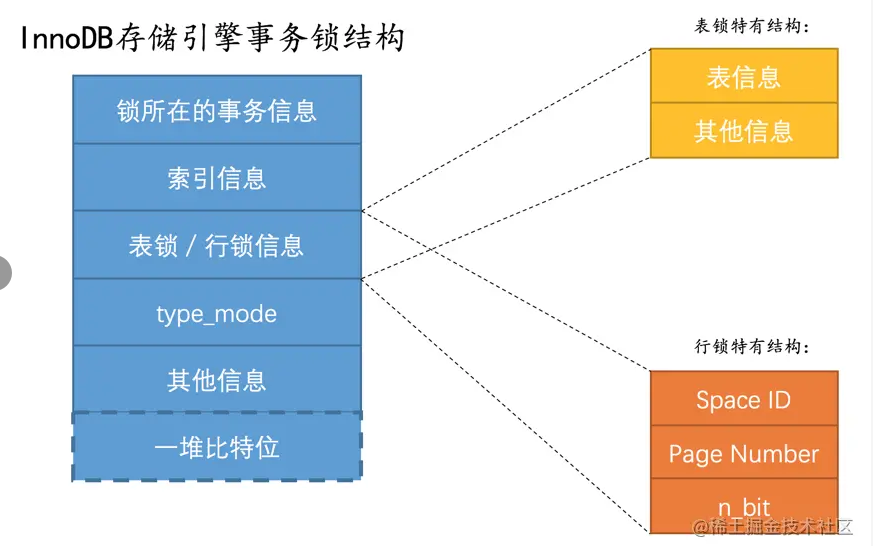 InnoDB存储引擎事务锁结构
锁所在的事务信息
索引信息
表锁 / 行锁信息
type_mode
其他信息
一堆比特位
表锁特有结构：
表信息
其他信息
行锁特有结构：
Space ID
Page Number
n_bit
@稀土掘金技术社区